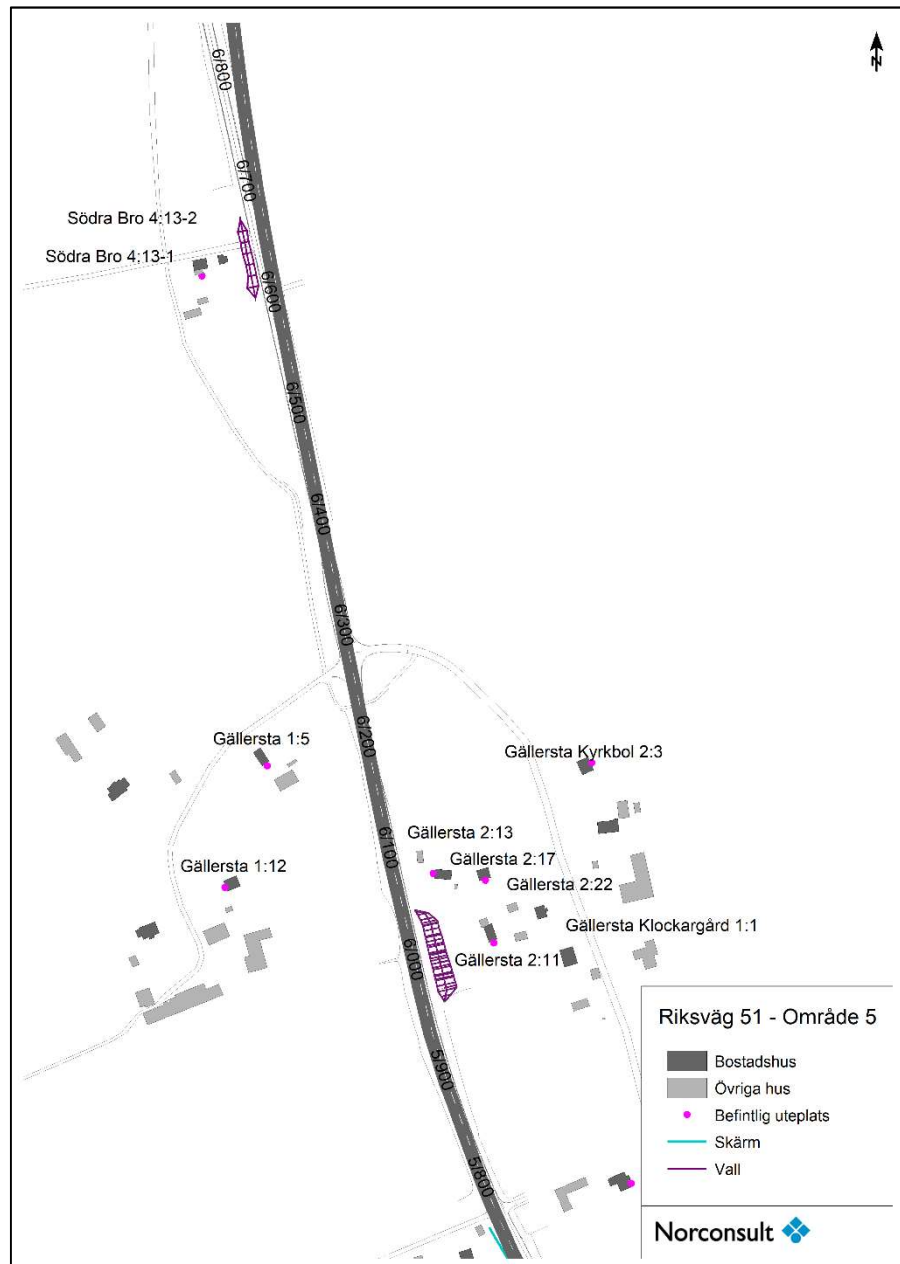 N
6/800
6/700
Södra Bro 4:13-2
Södra Bro 4:13-1
6/600
6/500
6/400
6/300
6/200
Gällersta 1:5
Gällersta Kyrkbol 2:3
6/100
Gällersta 2:13
Gällersta 2:17
Gällersta 1:12
Gällersta 2:22
Gällersta Klockargård 1:1
6/000
Gällersta 2:11
5/900
5/800
Riksväg 51 - Område 5
Bostadshus
Övriga hus
Befintlig uteplats
Skärm
Vall
Norconsult